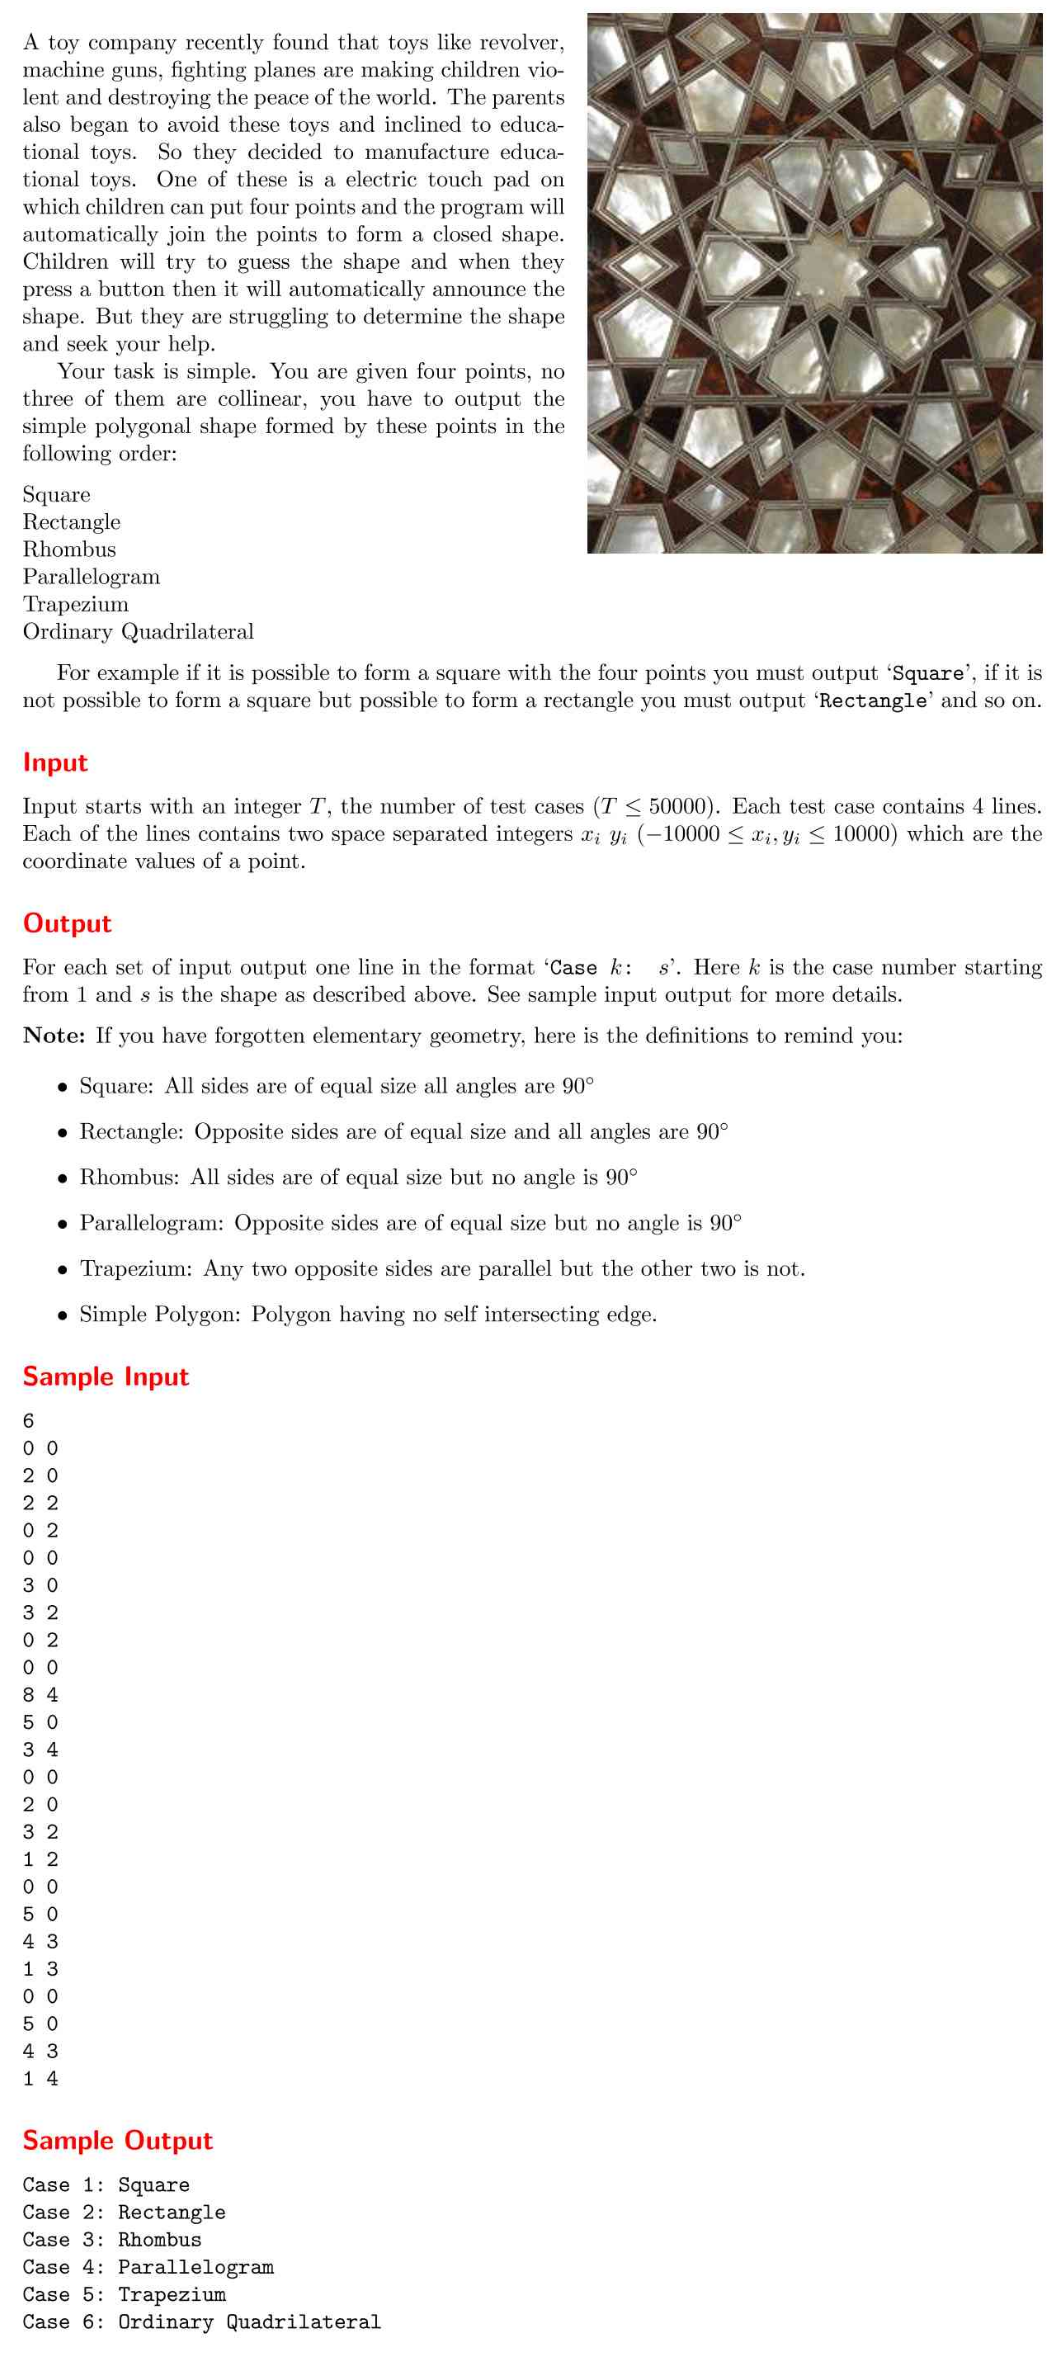 A toy company recently found that toys like revolver,
machine guns, fighting planes are making children vio-
lent and destroying the peace of the world. The parents
also began to avoid these toys and inclined to educa-
tional toys. So they decided to manufacture educa-
tional toys. One of these is a electric touch pad on
which children can put four points and the program will
automatically join the points to form a closed shape.
Children will try to guess the shape and when they
press a button then it will automatically announce the
shape. But they are struggling to determine the shape
and seek your help.
Your task is simple. You are given four points, no
three of them are collinear, you have to output the
simple polygonal shape formed by these points in the
following order:
Square
Rectangle
Rhombus
Parallelogram
Trapezium
Ordinary Quadrilateral
For example if it is possible to form a square with the four points you must output ‘Square’, if it is
not possible to form a square but possible to form a rectangle you must output ‘Rectangle’ and so on.
Input
Input starts with an integer T, the number of test cases (T ≤ 50000). Each test case contains 4 lines.
Each of the lines contains two space separated integers xᵢ yᵢ (−10000 ≤ xᵢ, yᵢ ≤ 10000) which are the
coordinate values of a point.
Output
For each set of input output one line in the format ‘Case k: s’. Here k is the case number starting
from 1 and s is the shape as described above. See sample input output for more details.
Note: If you have forgotten elementary geometry, here is the definitions to remind you:
• Square: All sides are of equal size all angles are 90°
• Rectangle: Opposite sides are of equal size and all angles are 90°
• Rhombus: All sides are of equal size but no angle is 90°
• Parallelogram: Opposite sides are of equal size but no angle is 90°
• Trapezium: Any two opposite sides are parallel but the other two is not.
• Simple Polygon: Polygon having no self intersecting edge.
Sample Input
6
0 0
2 0
2 2
0 2
0 0
3 0
3 2
0 2
0 0
8 4
5 0
3 4
0 0
2 0
3 2
1 2
0 0
5 0
4 3
1 3
0 0
5 0
4 3
1 4
Sample Output
Case 1: Square
Case 2: Rectangle
Case 3: Rhombus
Case 4: Parallelogram
Case 5: Trapezium
Case 6: Ordinary Quadrilateral